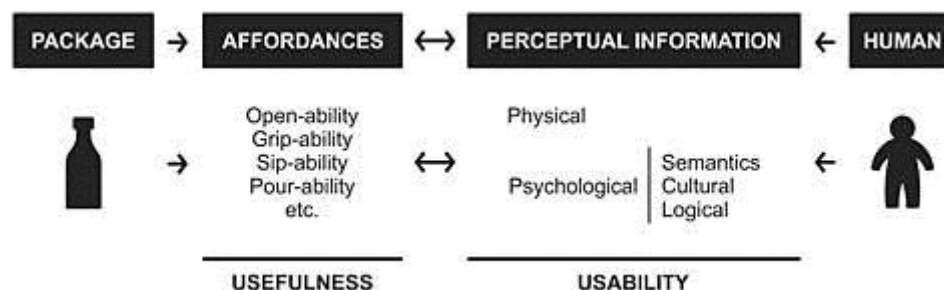 PACKAGE → AFFORDANCES ↔ PERCEPTUAL INFORMATION ← HUMAN
Open-ability
Grip-ability
Sip-ability
Pour-ability
etc.
Physical
Psychological
Semantics
Cultural
Logical
USEFULNESS
USABILITY